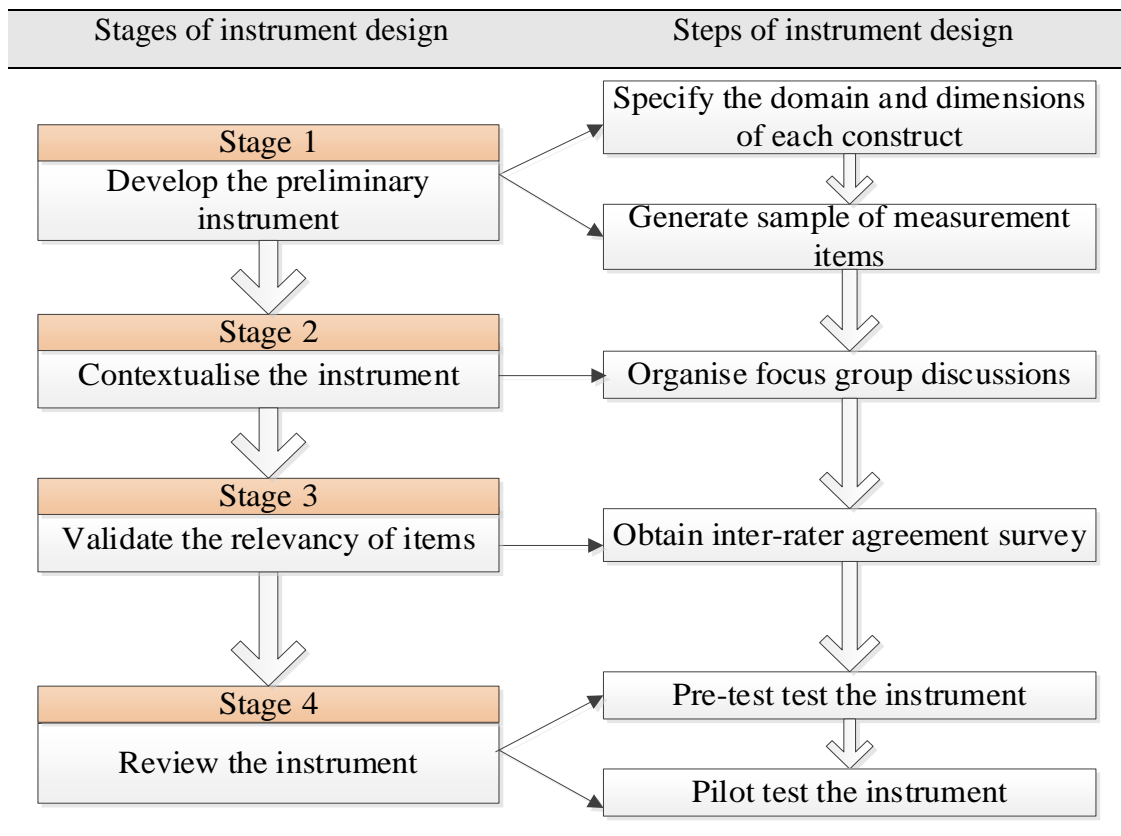 Stages of instrument design
Steps of instrument design
Stage 1
Develop the preliminary
instrument
Specify the domain and dimensions
of each construct
Generate sample of measurement
items
Stage 2
Contextualise the instrument
Organise focus group discussions
Stage 3
Validate the relevancy of items
Obtain inter-rater agreement survey
Stage 4
Review the instrument
Pre-test test the instrument
Pilot test the instrument